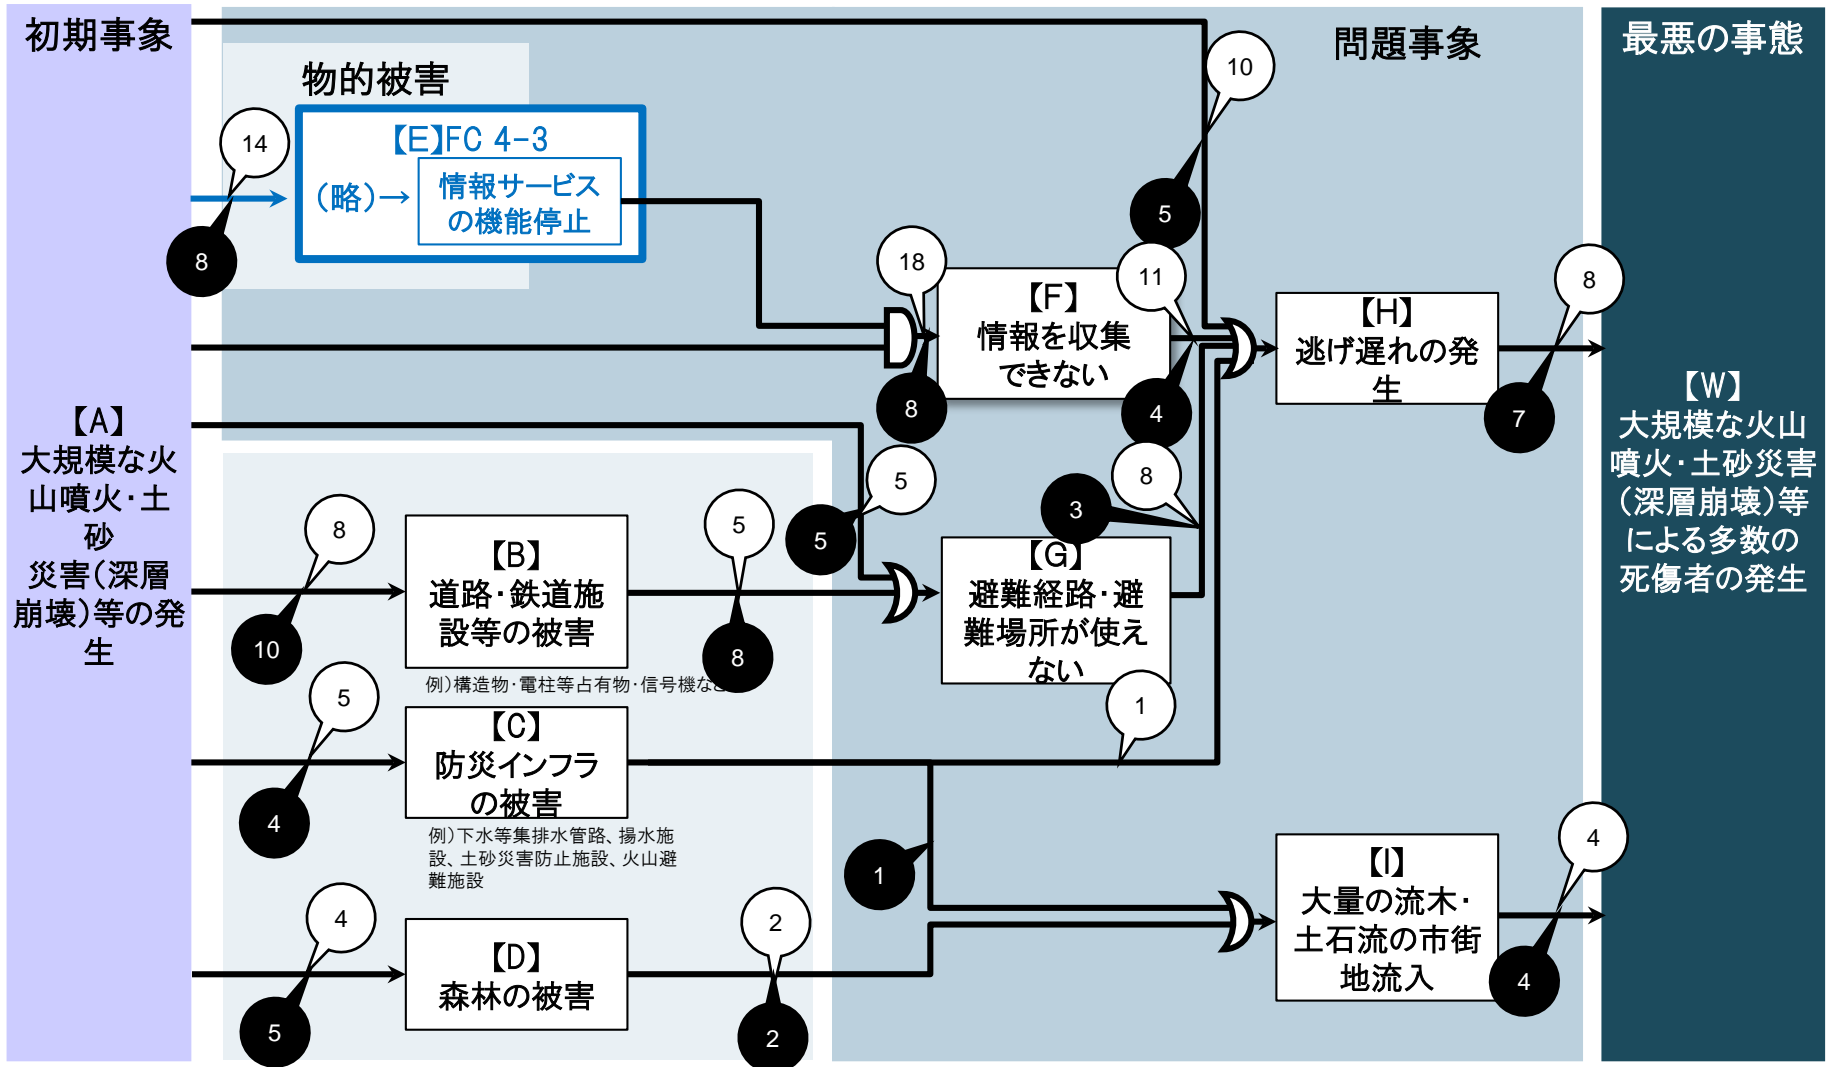 初期事象
物的被害
問題事象
最悪の事態
【A】
大規模な火
山噴火・土
砂
災害（深層
崩壊）等の発
生
14
8
【E】FC 4-3
（略）→
情報サービス
の機能停止
10
5
18
8
【F】
情報を収集
できない
11
4
【H】
逃げ遅れの発
生
8
7
5
5
8
3
8
10
【B】
道路・鉄道施
設等の被害
例）構造物・電柱等占有物・信号機など
5
8
【G】
避難経路・避
難場所が使え
ない
1
5
4
【C】
防災インフラ
の被害
例）下水等集排水管路、揚水施
設、土砂災害防止施設、火山避
難施設
1
4
5
【D】
森林の被害
2
2
【I】
大量の流木・
土石流の市街
地流入
4
4
【W】
大規模な火山
噴火・土砂災害
（深層崩壊）等
による多数の
死傷者の発生